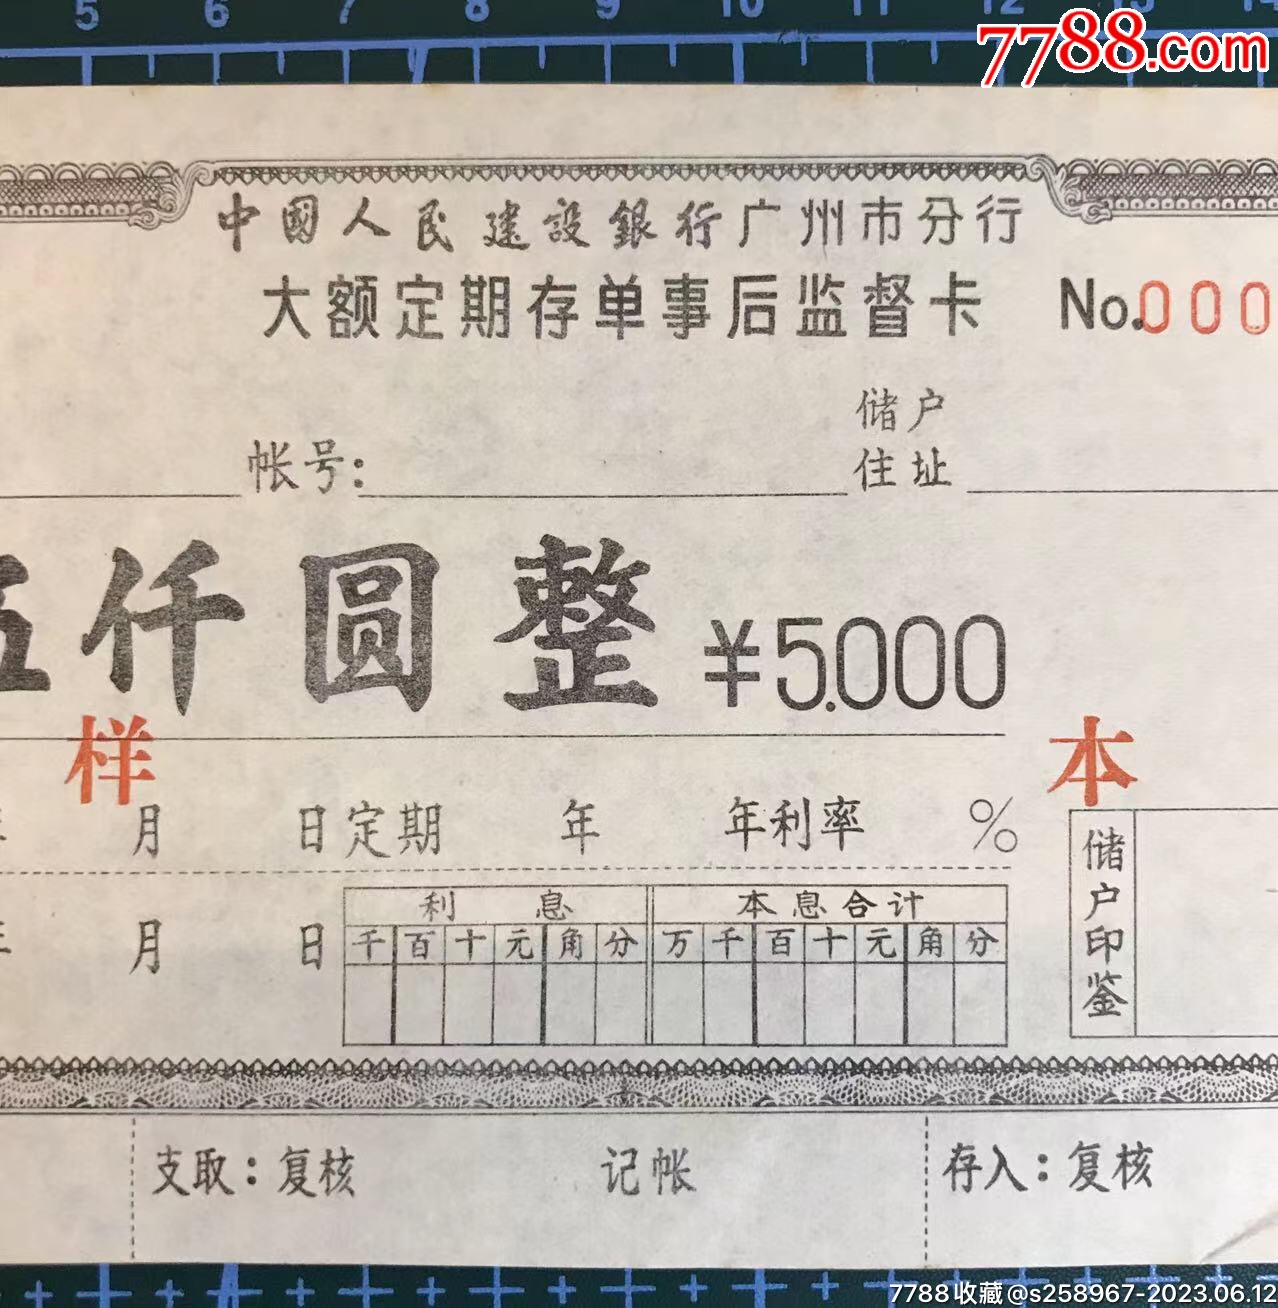 5 6 7 8 9 10 11 12 13 14
7788.com
中國人民建設銀行广州市分行
大额定期存单事后监督卡 No.000
储户
帐号: 住址
伍仟圆整 ¥5.000
样 本
年 月 日定期 年 年利率 %
利息 本息合计
年 月 日 千 百 十 元 角 分 万 千 百 十 元 角 分
储户印鉴
支取:复核 记帐 存入:复核
7788收藏@s258967-2023.06.12